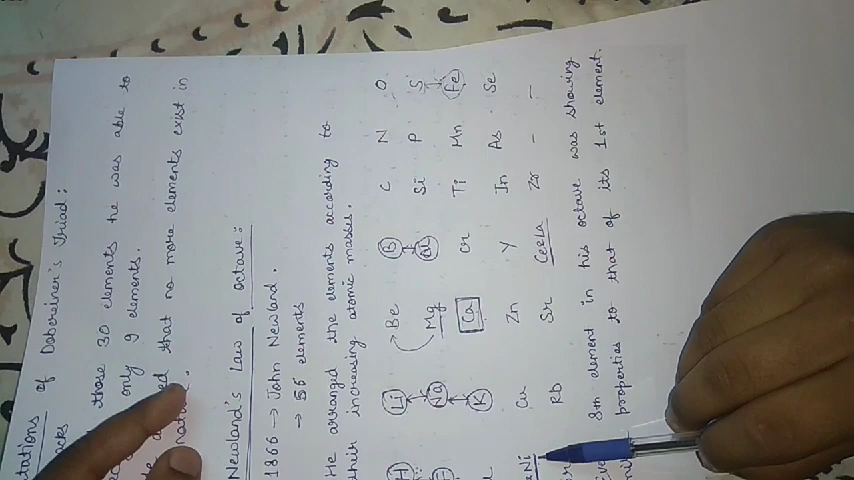 tations of Dobereiner's Triad:
acks
those 30 elements he was able to
only 9 elements.
that no more elements exist in
Newland's Law of octave:
1866 → John Newland.
→ 56 elements
He arranged the elements according to
their increasing atomic masses.
H Li Be B C N O
Na Mg Al Si P S
K Ca Cr Ti Mn Fe
Cu Zn Y In As Se
Ni
Rb Sr Ce&La Zr - -
8th element in his octave was showing
properties to that of its 1st element.